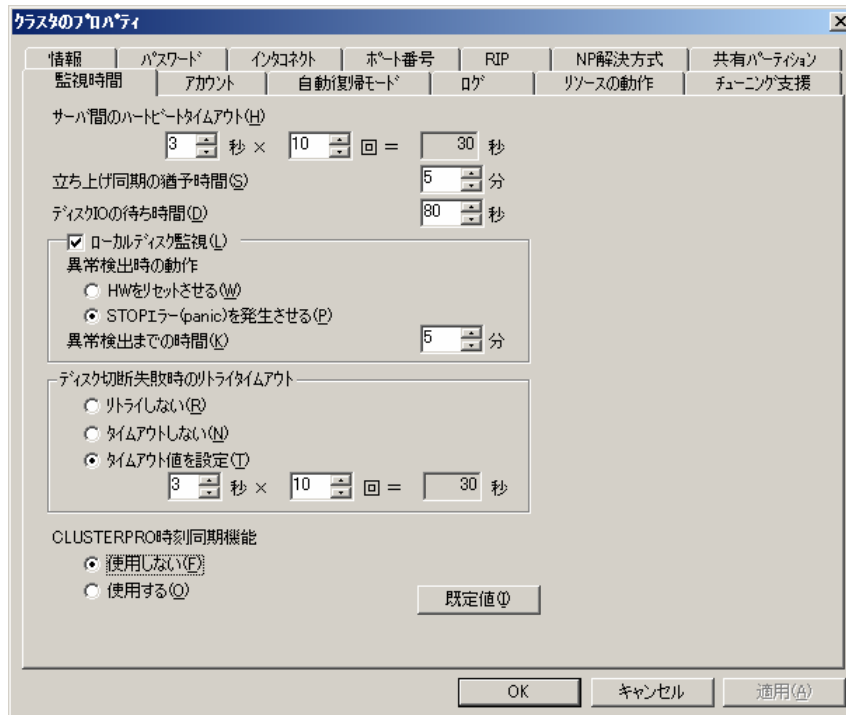 クラスタのプロパティ
情報 パスワード インタコネクト ポート番号 RIP NP解決方式 共有パーティション
監視時間 アカウント 自動復帰モード ログ リソースの動作 チューニング支援
サーバ間のハートビートタイムアウト(H)
3 秒 × 10 回 = 30 秒
立ち上げ同期の猶予時間(S) 5 分
ディスクIOの待ち時間(D) 80 秒
ローカルディスク監視(L)
異常検出時の動作
HWをリセットさせる(W)
STOPエラー(panic)を発生させる(P)
異常検出までの時間(K) 5 分
ディスク切断失敗時のリトライタイムアウト
リトライしない(R)
タイムアウトしない(N)
タイムアウト値を設定(T)
3 秒 × 10 回 = 30 秒
CLUSTERPRO時刻同期機能
使用しない(F)
使用する(O)
既定値(I)
OK キャンセル 適用(A)